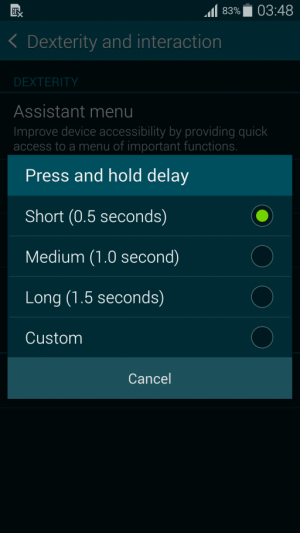 83% 03:48
Dexterity and interaction
DEXTERITY
Assistant menu
Improve device accessibility by providing quick
access to a menu of important functions.
Press and hold delay
Short (0.5 seconds)
Medium (1.0 second)
Long (1.5 seconds)
Custom
Cancel